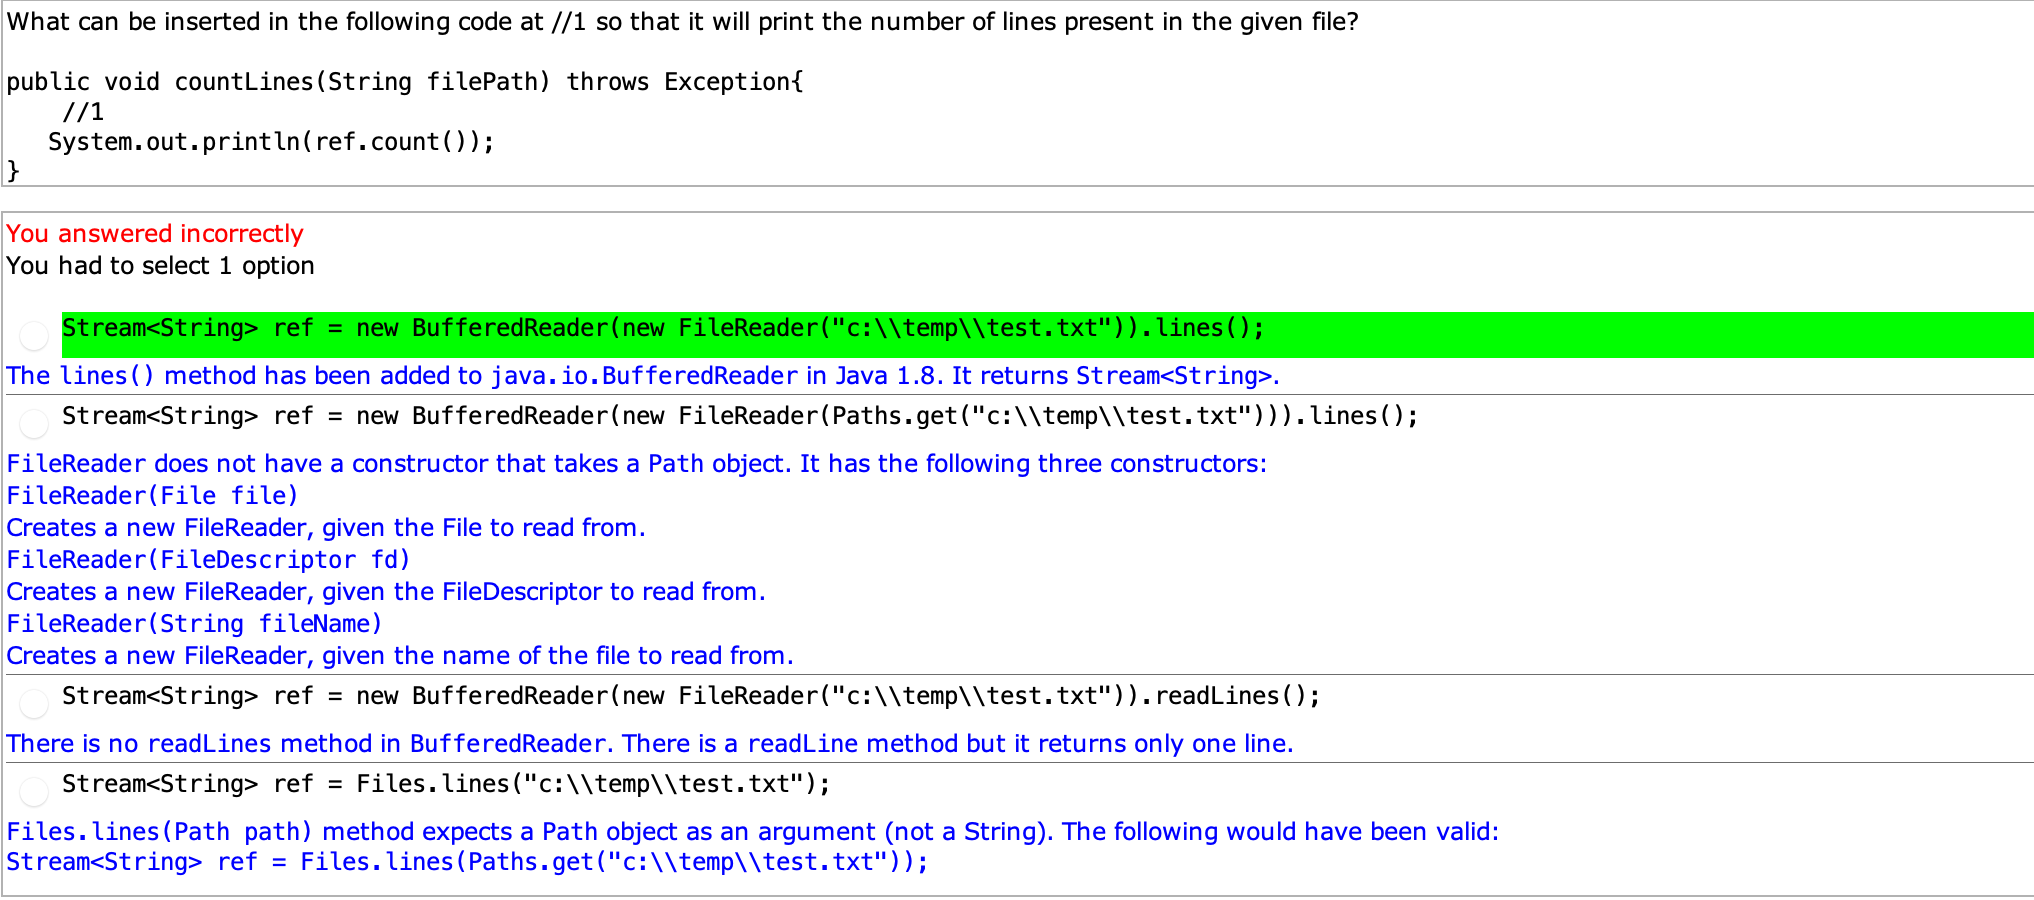 What can be inserted in the following code at //1 so that it will print the number of lines present in the given file?
public void countLines(String filePath) throws Exception{
    //1
   System.out.println(ref.count());
}
You answered incorrectly
You had to select 1 option
Stream<String> ref = new BufferedReader(new FileReader("c:\\temp\\test.txt")).lines();
The lines() method has been added to java.io.BufferedReader in Java 1.8. It returns Stream<String>.
Stream<String> ref = new BufferedReader(new FileReader(Paths.get("c:\\temp\\test.txt"))).lines();
FileReader does not have a constructor that takes a Path object. It has the following three constructors:
FileReader(File file)
Creates a new FileReader, given the File to read from.
FileReader(FileDescriptor fd)
Creates a new FileReader, given the FileDescriptor to read from.
FileReader(String fileName)
Creates a new FileReader, given the name of the file to read from.
Stream<String> ref = new BufferedReader(new FileReader("c:\\temp\\test.txt")).readLines();
There is no readLines method in BufferedReader. There is a readLine method but it returns only one line.
Stream<String> ref = Files.lines("c:\\temp\\test.txt");
Files.lines(Path path) method expects a Path object as an argument (not a String). The following would have been valid:
Stream<String> ref = Files.lines(Paths.get("c:\\temp\\test.txt"));